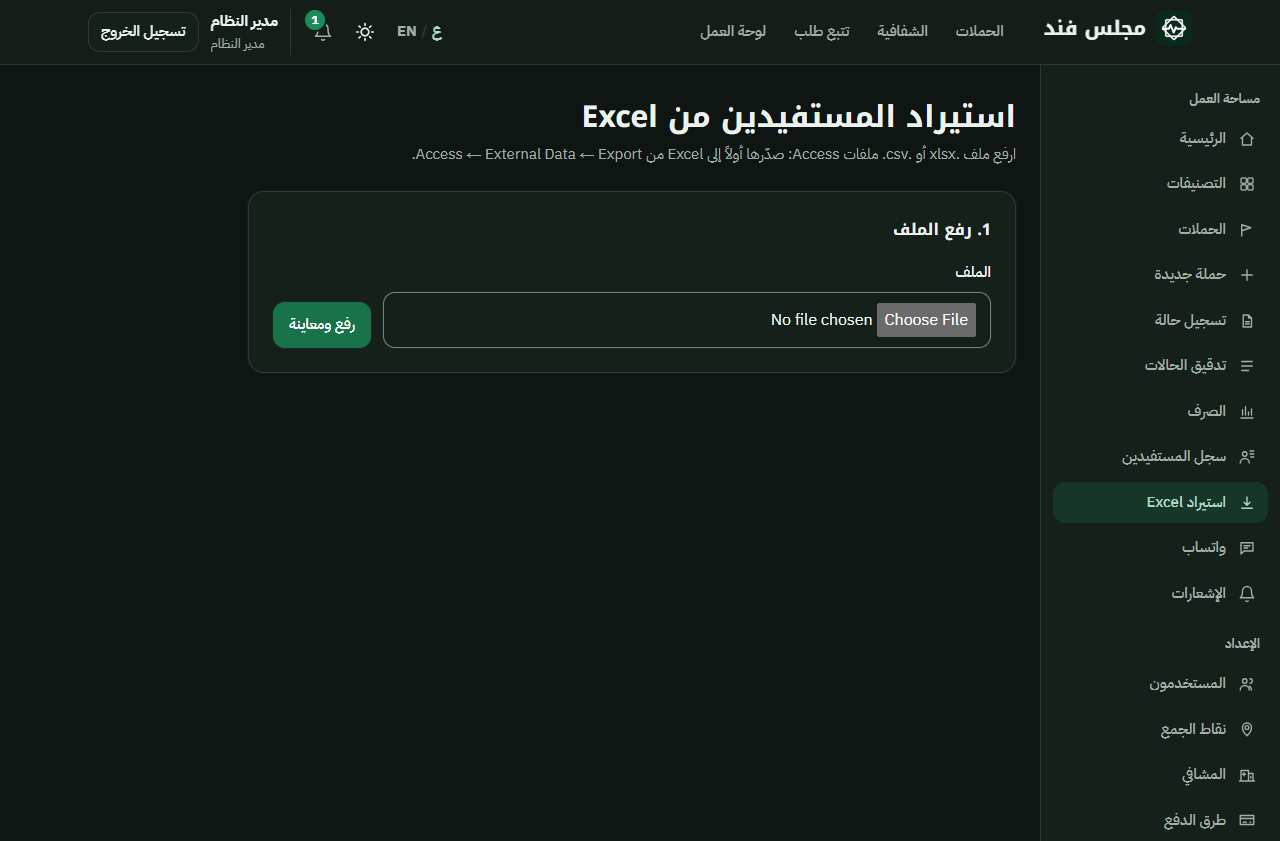 مجلس فند
الحملات
الشفافية
تتبع طلب
لوحة العمل
ع / EN
1
مدير النظام
مدير النظام
تسجيل الخروج
مساحة العمل
الرئيسية
التصنيفات
الحملات
حملة جديدة
تسجيل حالة
تدقيق الحالات
الصرف
سجل المستفيدين
استيراد Excel
واتساب
الإشعارات
الإعداد
المستخدمون
نقاط الجمع
المشافي
طرق الدفع
استيراد المستفيدين من Excel
ارفع ملف .xlsx أو .csv. ملفات Access: صدّرها أولاً إلى Excel من Access ← External Data ← Export.
1. رفع الملف
الملف
Choose File No file chosen
رفع ومعاينة